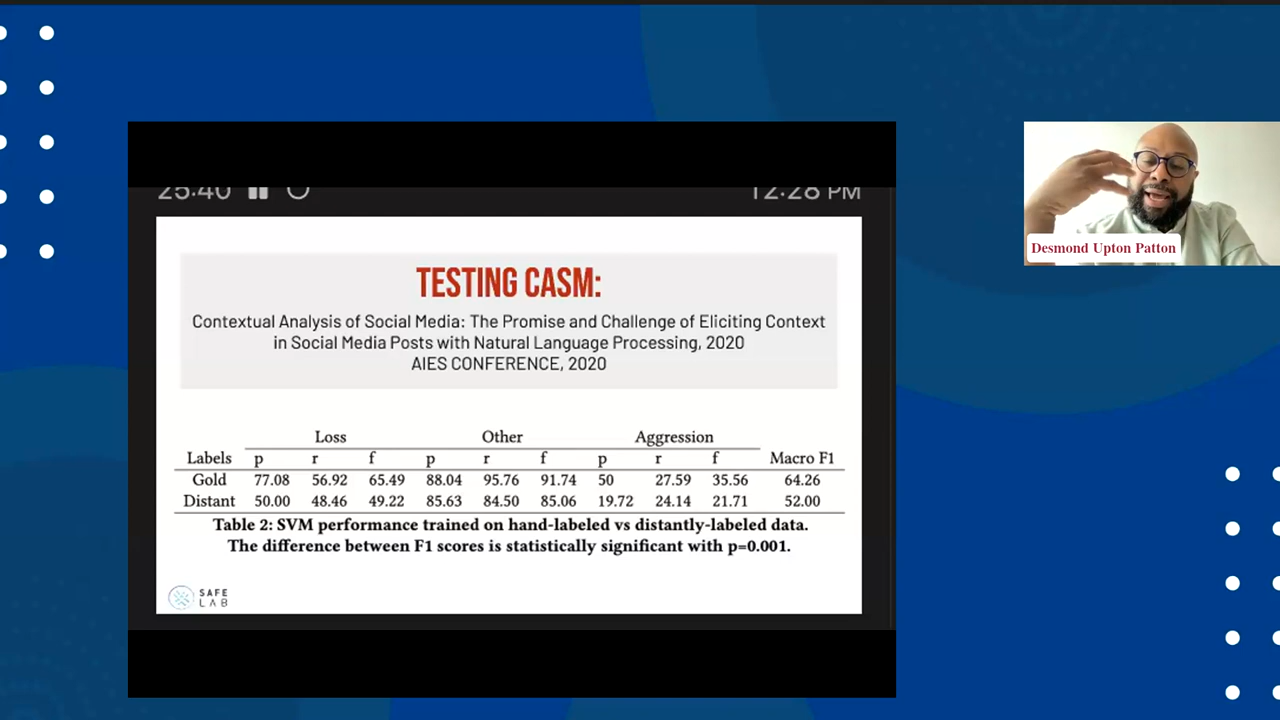 25:40 12:28 PM
TESTING CASM:
Contextual Analysis of Social Media: The Promise and Challenge of Eliciting Context
in Social Media Posts with Natural Language Processing, 2020
AIES CONFERENCE, 2020
Loss Other Aggression
Labels p r f p r f p r f Macro F1
Gold 77.08 56.92 65.49 88.04 95.76 91.74 50 27.59 35.56 64.26
Distant 50.00 48.46 49.22 85.63 84.50 85.06 19.72 24.14 21.71 52.00
Table 2: SVM performance trained on hand-labeled vs distantly-labeled data.
The difference between F1 scores is statistically significant with p=0.001.
SAFE
LAB
Desmond Upton Patton